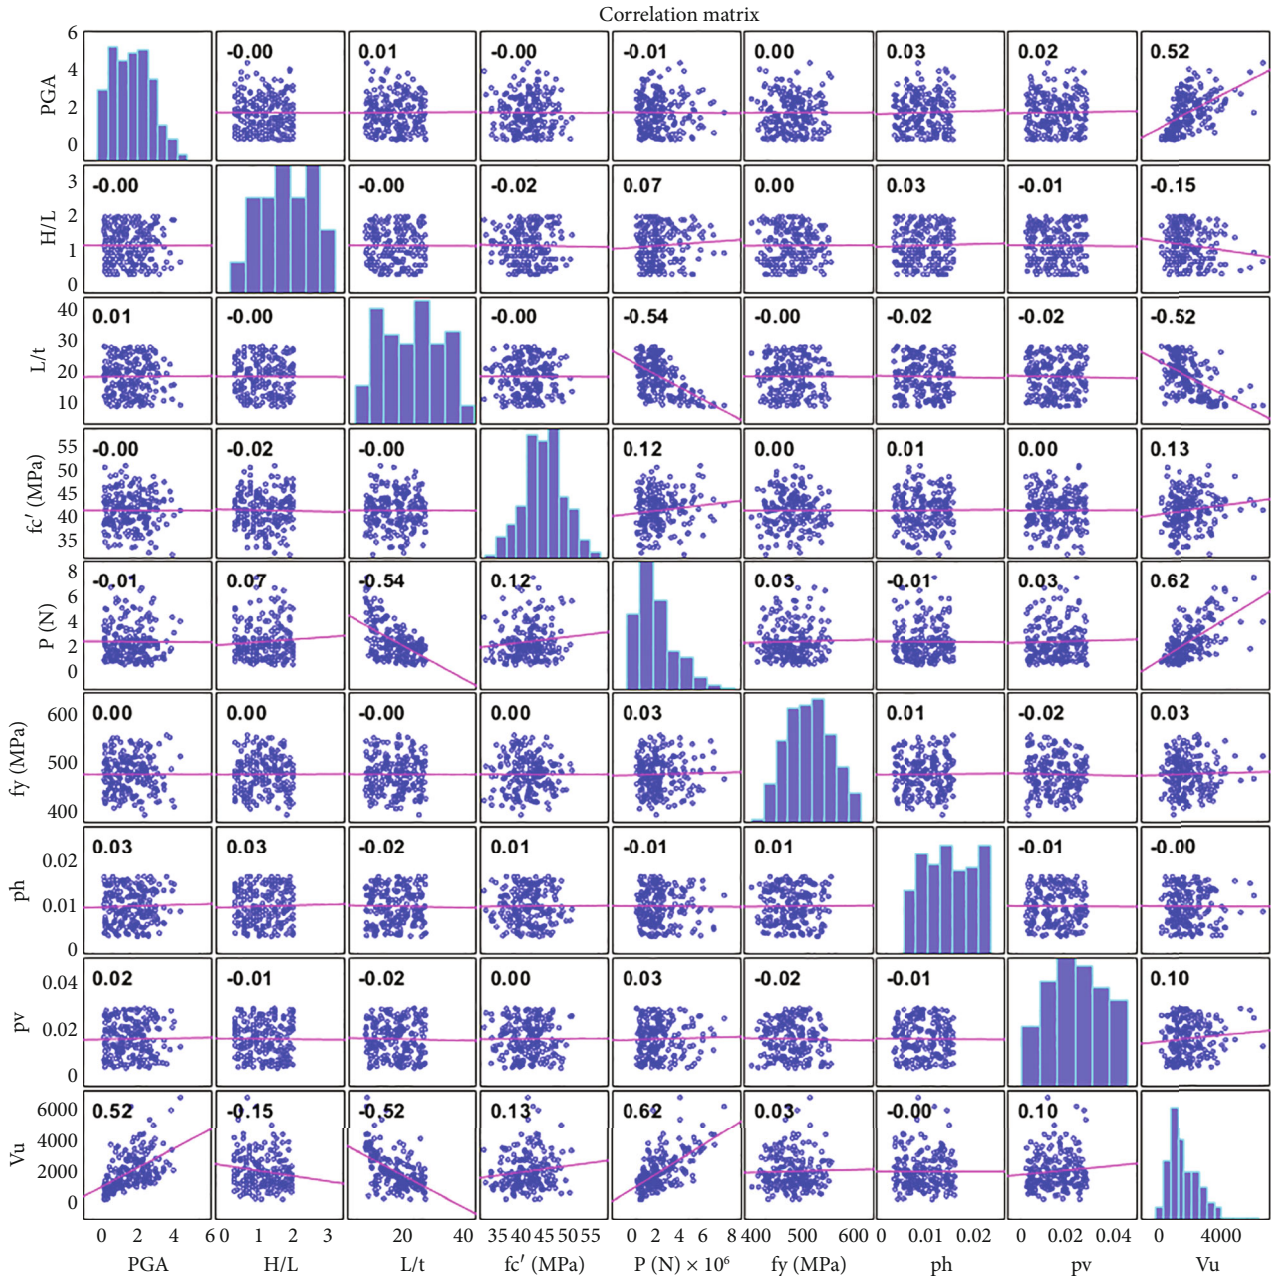 Correlation matrix
6 4 2 0 PGA -0.00 0.01 -0.00 -0.01 0.00 0.03 0.02 0.52
3 2 1 0 H/L -0.00 -0.00 -0.02 0.07 0.00 0.03 -0.01 -0.15
40 30 20 10 L/t 0.01 -0.00 -0.00 -0.54 -0.00 -0.02 -0.02 -0.52
55 50 45 40 35 fc′ (MPa) -0.00 -0.02 -0.00 0.12 0.00 0.01 0.00 0.13
8 6 4 2 0 P (N) -0.01 0.07 -0.54 0.12 0.03 -0.01 0.03 0.62
600 500 400 fy (MPa) 0.00 0.00 -0.00 0.00 0.03 0.01 -0.02 0.03
0.02 0.01 0 ph 0.03 0.03 -0.02 0.01 -0.01 0.01 -0.01 -0.00
0.04 0.02 0 pv 0.02 -0.01 -0.02 0.00 0.03 -0.02 -0.01 0.10
6000 4000 2000 0 Vu 0.52 -0.15 -0.52 0.13 0.62 0.03 -0.00 0.10
0 2 4 6 0 1 2 3 20 40 35 40 45 50 55 0 2 4 6 8 400 500 600 0 0.01 0.02 0 0.02 0.04 0 4000
PGA H/L L/t fc′ (MPa) P (N) × 10⁶ fy (MPa) ph pv Vu